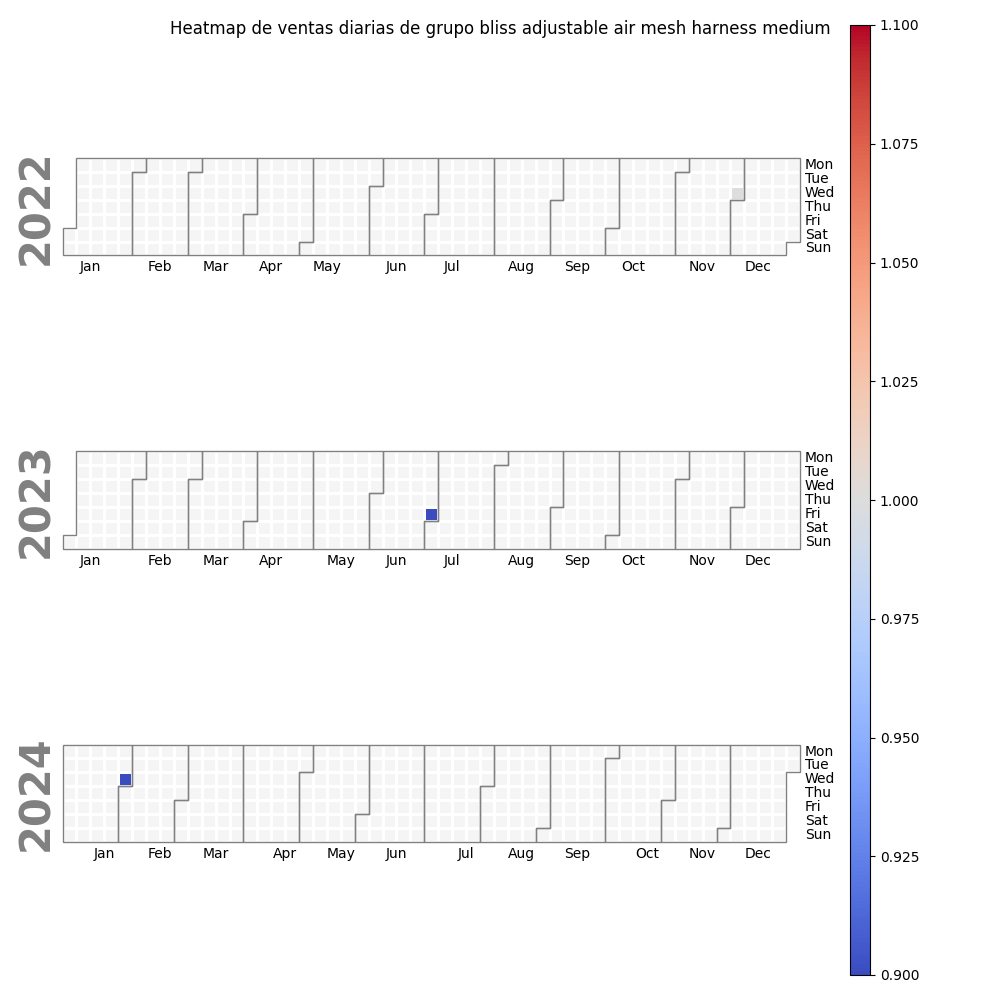 Heatmap de ventas diarias de grupo bliss adjustable air mesh harness medium
2022
Mon
Tue
Wed
Thu
Fri
Sat
Sun
Jan Feb Mar Apr May Jun Jul Aug Sep Oct Nov Dec
2023
Mon
Tue
Wed
Thu
Fri
Sat
Sun
Jan Feb Mar Apr May Jun Jul Aug Sep Oct Nov Dec
2024
Mon
Tue
Wed
Thu
Fri
Sat
Sun
Jan Feb Mar Apr May Jun Jul Aug Sep Oct Nov Dec
1.100
1.075
1.050
1.025
1.000
0.975
0.950
0.925
0.900